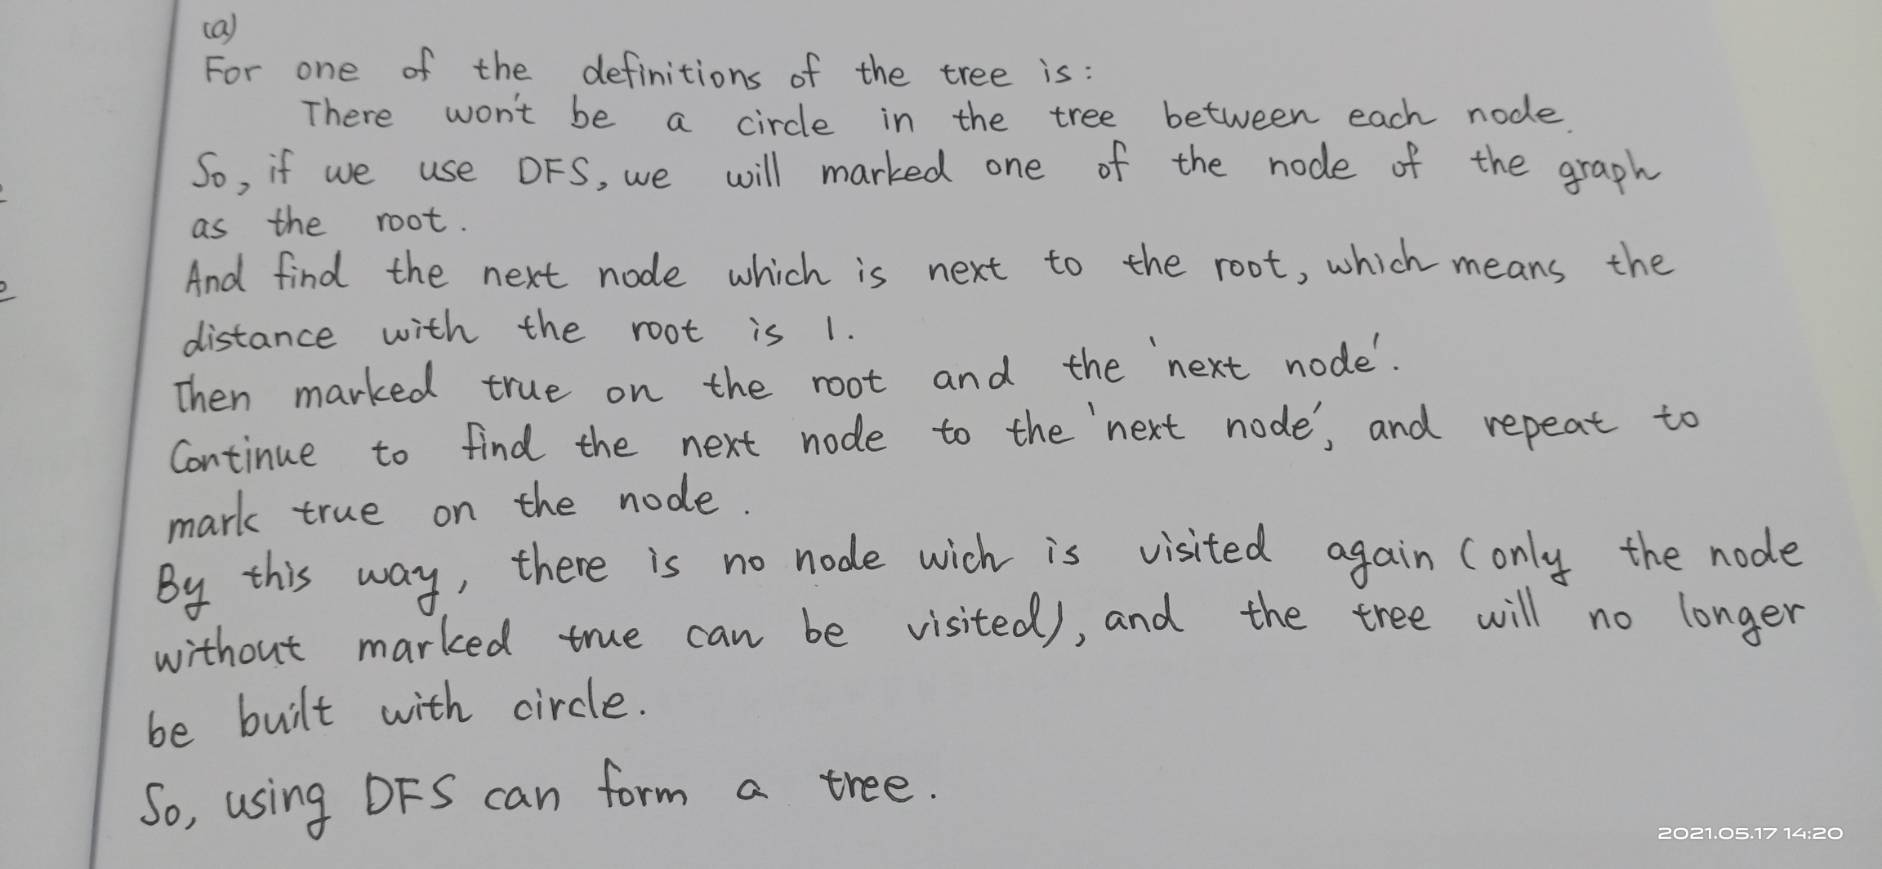 (a)
For one of the definitions of the tree is:
There won't be a circle in the tree between each node.
So, if we use DFS, we will marked one of the node of the graph
as the root.
And find the next node which is next to the root, which means the
distance with the root is 1.
Then marked true on the root and the 'next node'.
Continue to find the next node to the 'next node', and repeat to
mark true on the node.
By this way, there is no node wich is visited again (only the node
without marked true can be visited), and the tree will no longer
be built with circle.
So, using DFS can form a tree.
2021.05.17 14:20